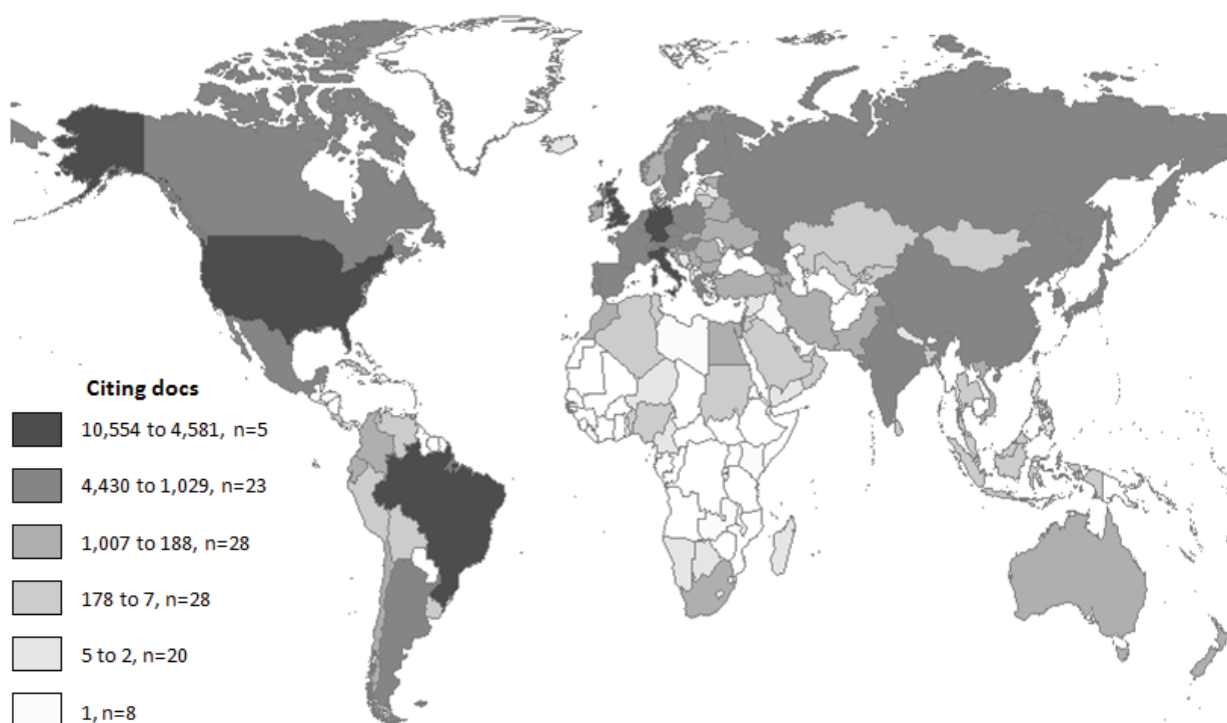 Citing docs
10,554 to 4,581, n=5
4,430 to 1,029, n=23
1,007 to 188, n=28
178 to 7, n=28
5 to 2, n=20
1, n=8